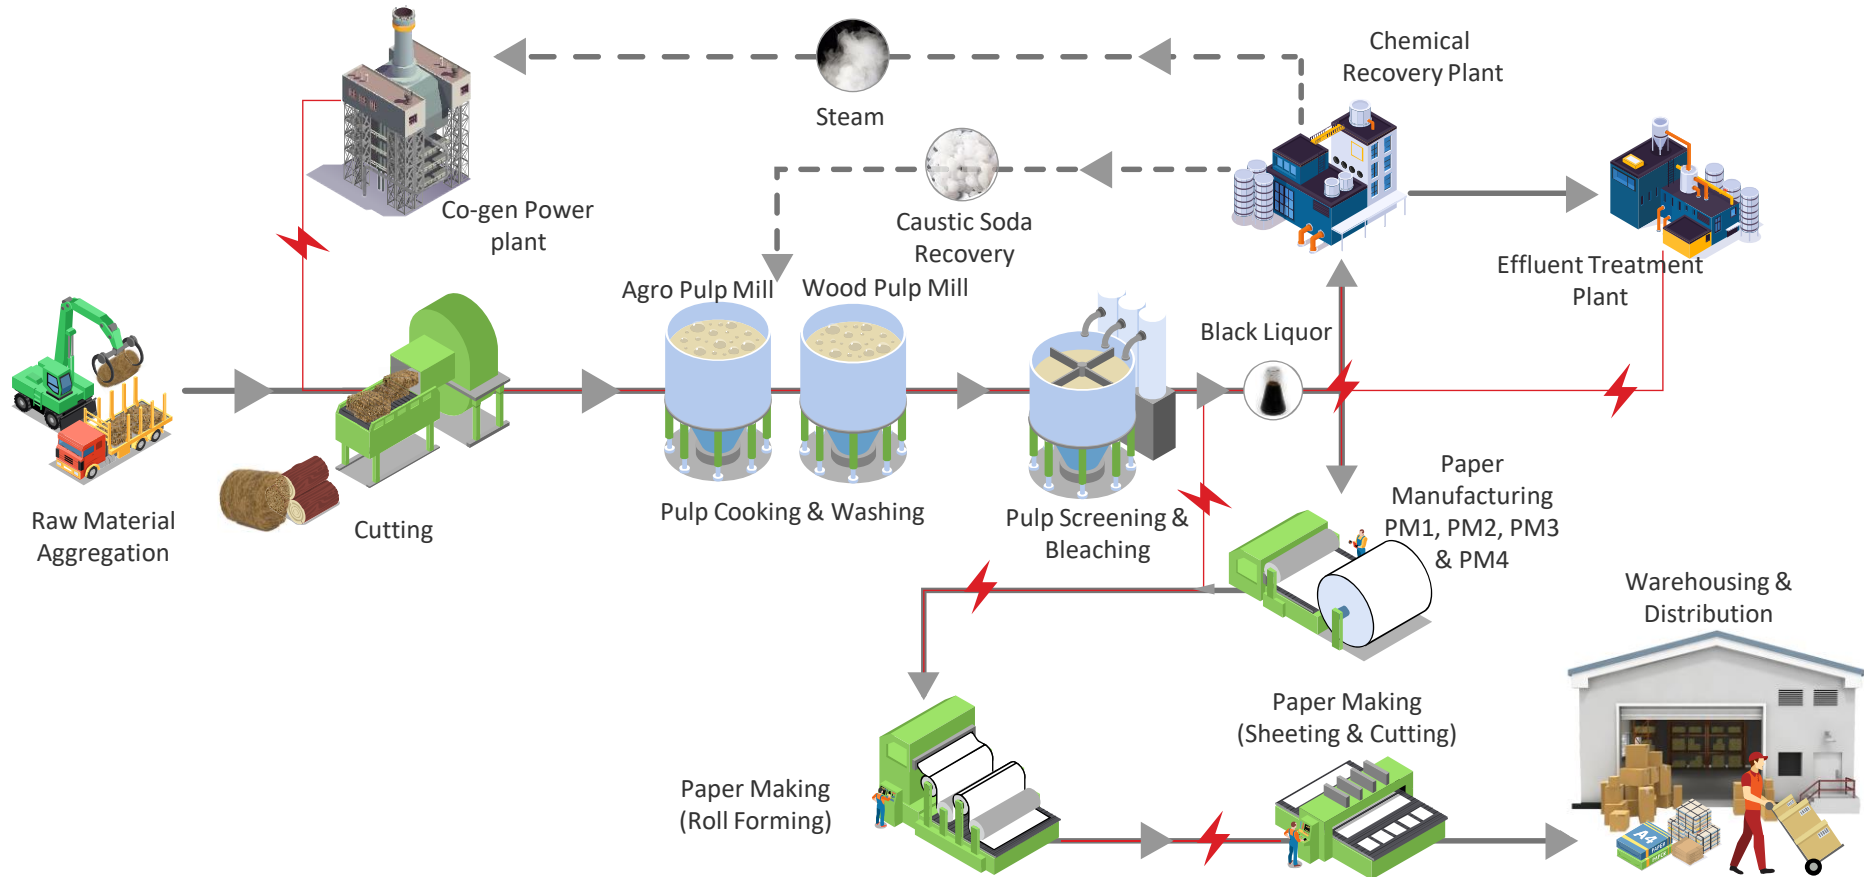 Chemical
Recovery Plant
Steam
Co-gen Power
plant
Caustic Soda
Recovery
Effluent Treatment
Plant
Agro Pulp Mill
Wood Pulp Mill
Black Liquor
Raw Material
Aggregation
Cutting
Pulp Cooking & Washing
Pulp Screening &
Bleaching
Paper
Manufacturing
PM1, PM2, PM3
& PM4
Warehousing &
Distribution
Paper Making
(Roll Forming)
Paper Making
(Sheeting & Cutting)
A4
PAPER